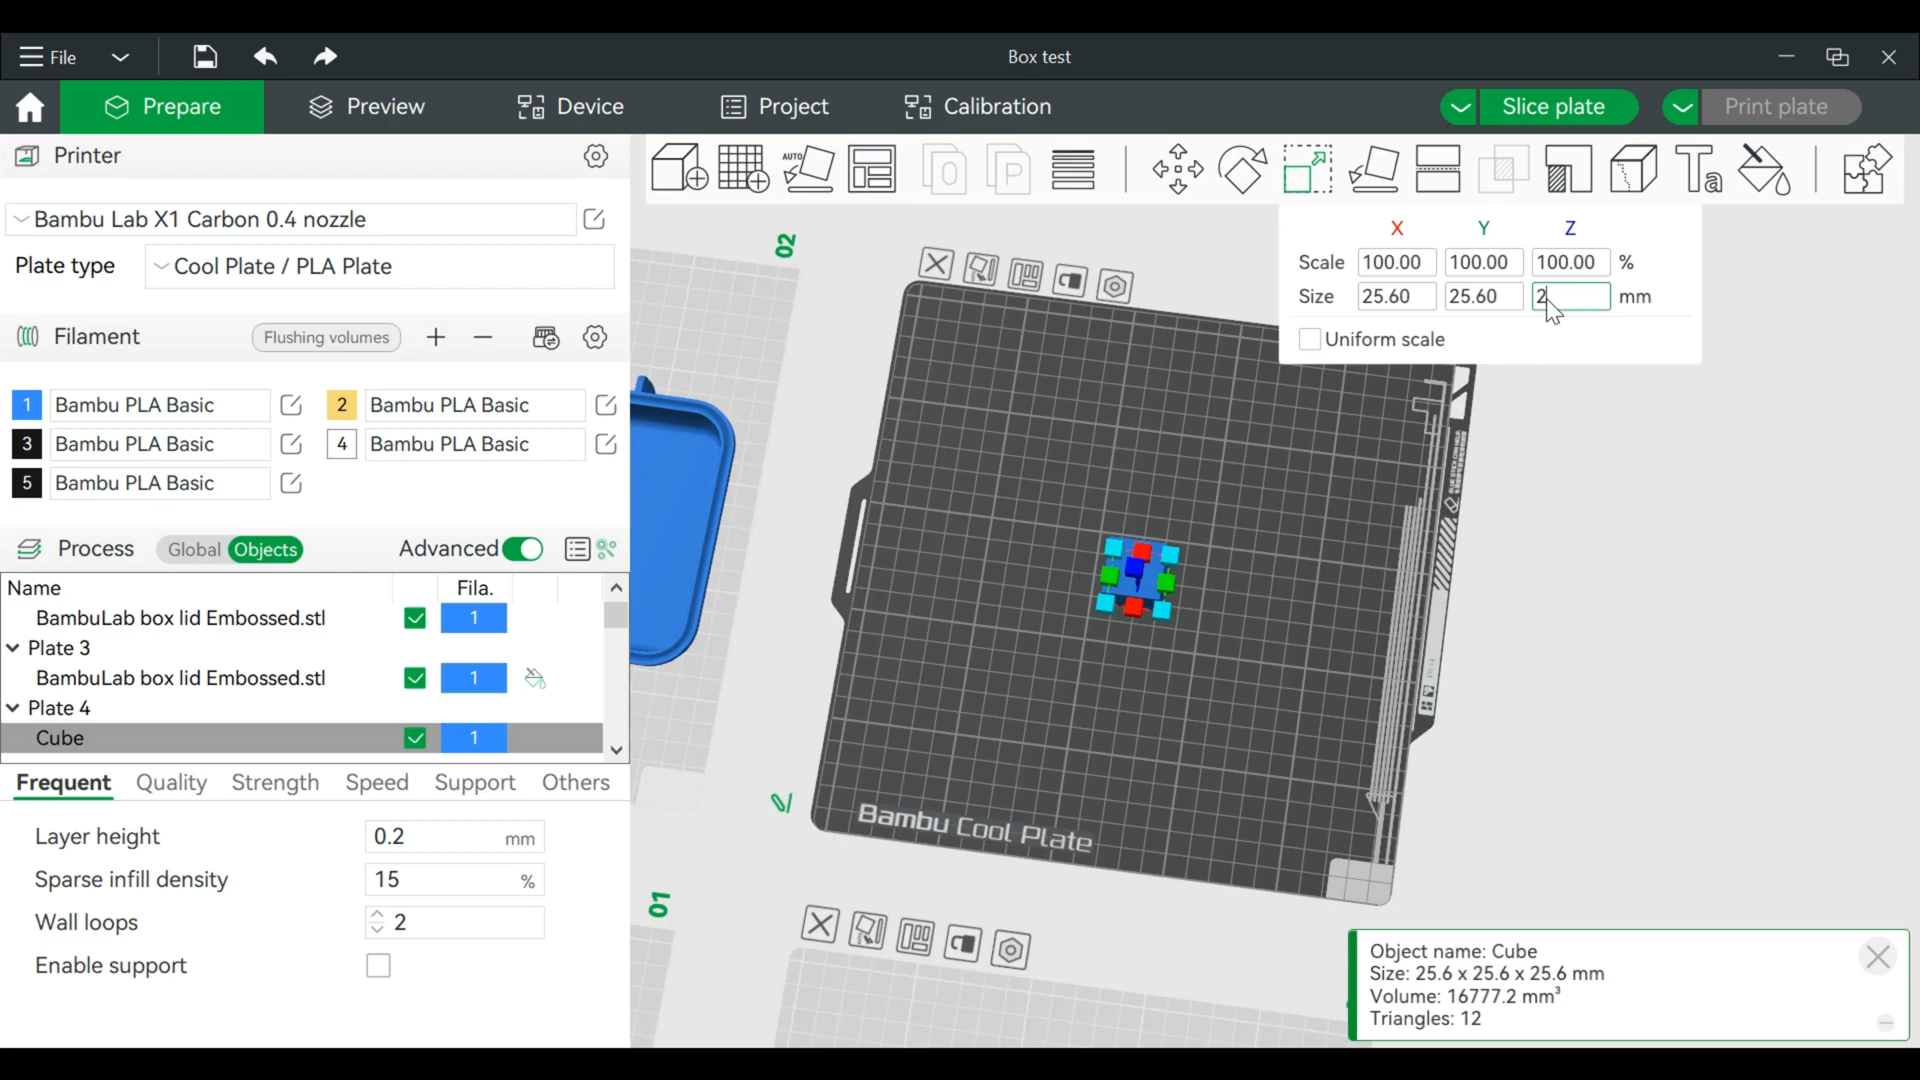 File
Box test
Prepare
Preview
Device
Project
Calibration
Slice plate
Print plate
Printer
Bambu Lab X1 Carbon 0.4 nozzle
Plate type
Cool Plate / PLA Plate
Filament
Flushing volumes
1 Bambu PLA Basic
2 Bambu PLA Basic
3 Bambu PLA Basic
4 Bambu PLA Basic
5 Bambu PLA Basic
Process
Global
Objects
Advanced
Name
Fila.
BambuLab box lid Embossed.stl 1
Plate 3
BambuLab box lid Embossed.stl 1
Plate 4
Cube 1
Frequent
Quality
Strength
Speed
Support
Others
Layer height 0.2 mm
Sparse infill density 15 %
Wall loops 2
Enable support
AUTO
O
P
Ta
X Y Z
Scale 100.00 100.00 100.00 %
Size 25.60 25.60 2 mm
Uniform scale
02
01
Bambu Cool Plate
Object name: Cube
Size: 25.6 x 25.6 x 25.6 mm
Volume: 16777.2 mm³
Triangles: 12